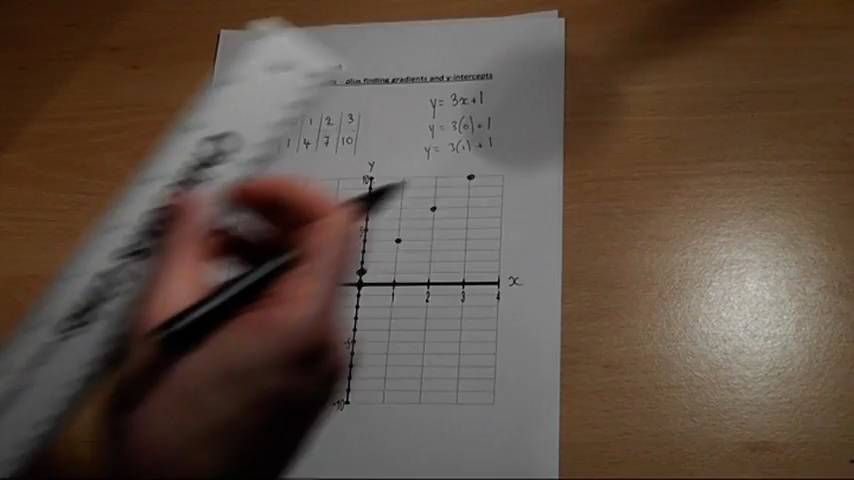 plus finding gradients and y-intercepts
y = 3x+1
1 2 3
y = 3(0) + 1
1 4 7 10
y = 3(1) + 1
y
10
5
x
1 2 3 4
-5
-10